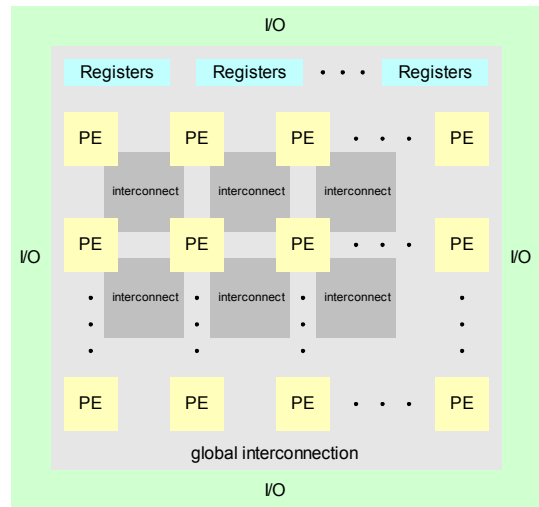 I/O
Registers Registers Registers
PE PE PE PE
interconnect interconnect interconnect
PE PE PE PE
I/O I/O
interconnect interconnect interconnect
PE PE PE PE
global interconnection
I/O